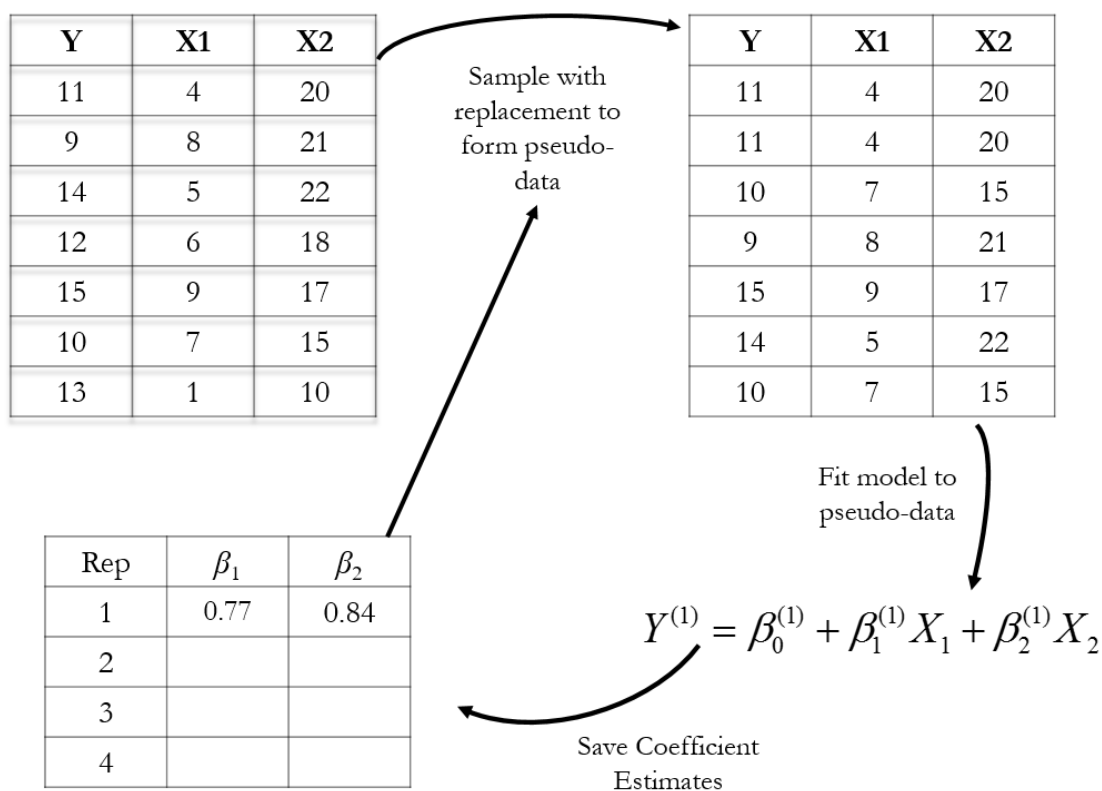 Y X1 X2
11 4 20
9 8 21
14 5 22
12 6 18
15 9 17
10 7 15
13 1 10
Sample with
replacement to
form pseudo-
data
Y X1 X2
11 4 20
11 4 20
10 7 15
9 8 21
15 9 17
14 5 22
10 7 15
Fit model to
pseudo-data
Y⁽¹⁾ = β₀⁽¹⁾ + β₁⁽¹⁾ X₁ + β₂⁽¹⁾ X₂
Save Coefficient
Estimates
Rep β₁ β₂
1 0.77 0.84
2
3
4